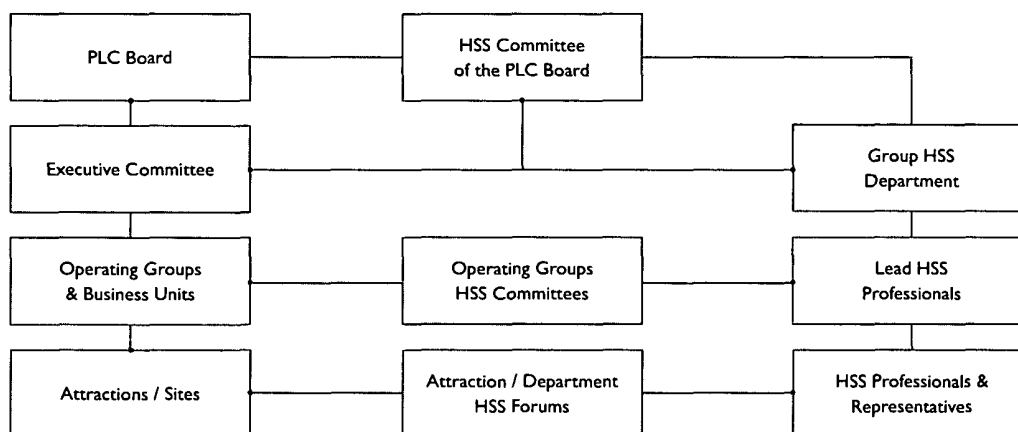 PLC Board
HSS Committee
of the PLC Board
Executive Committee
Group HSS
Department
Operating Groups
& Business Units
Operating Groups
HSS Committees
Lead HSS
Professionals
Attractions / Sites
Attraction / Department
HSS Forums
HSS Professionals &
Representatives